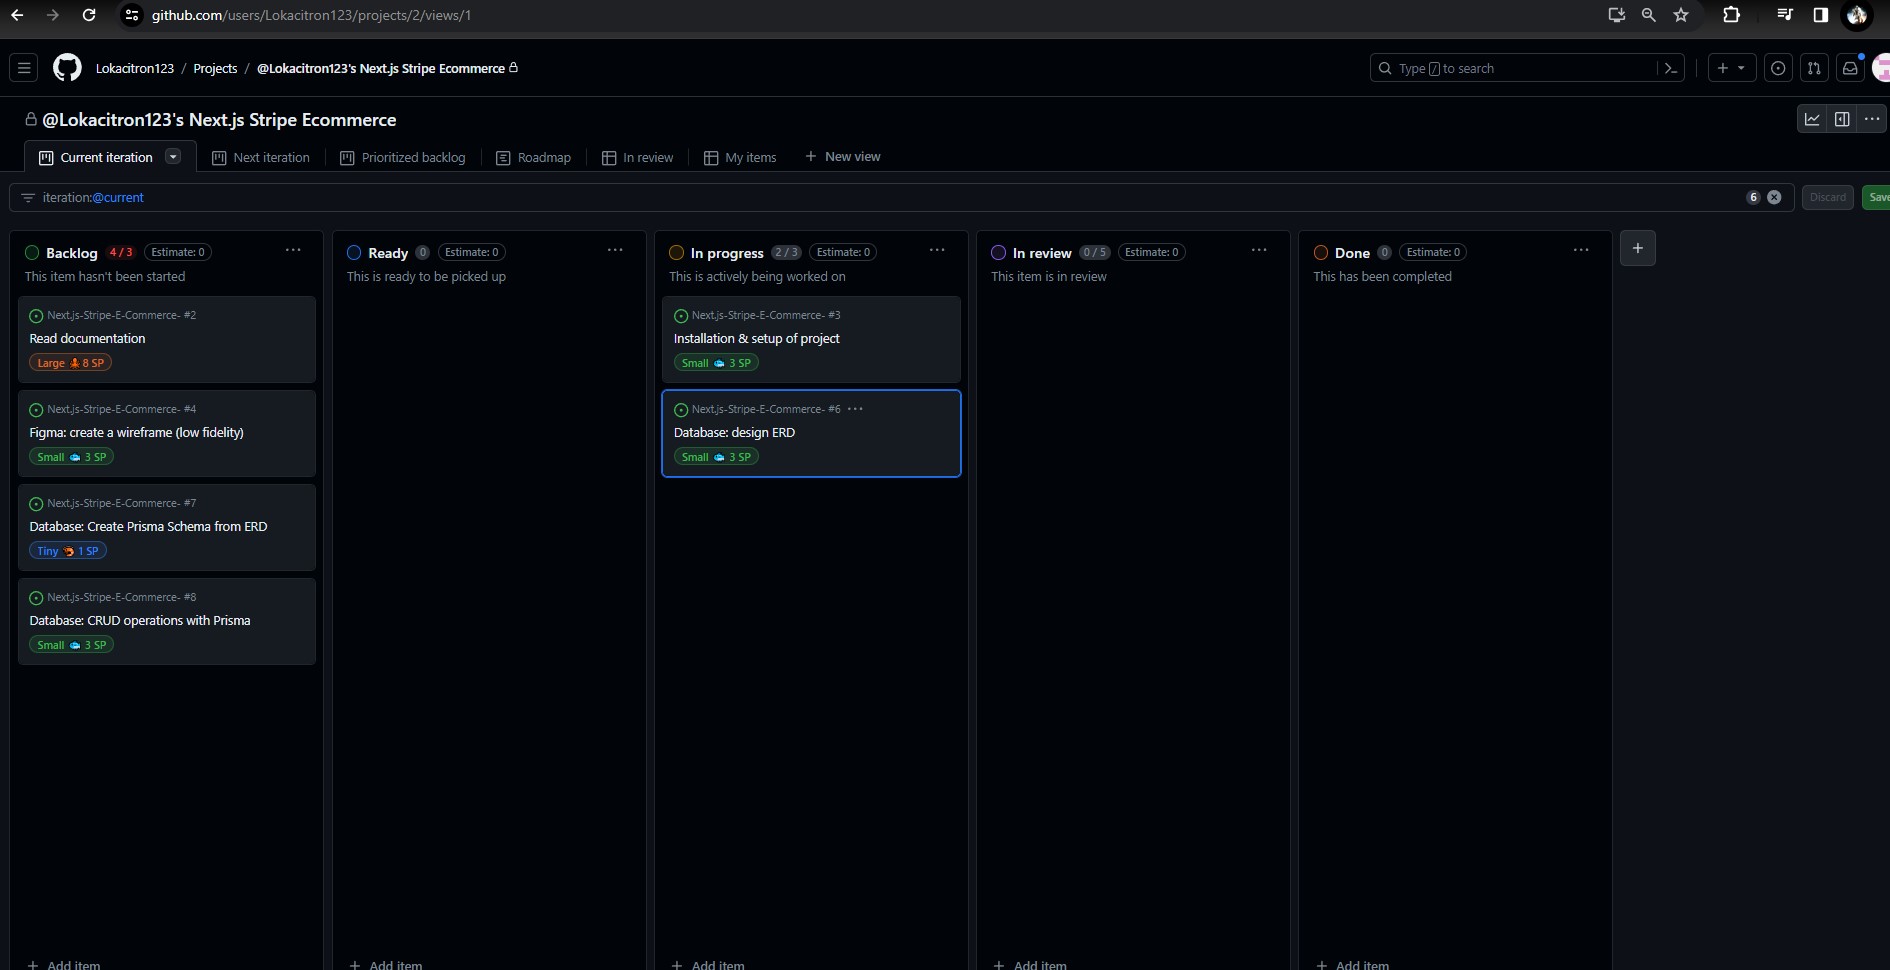 github.com/users/Lokacitron123/projects/2/views/1
Lokacitron123 / Projects / @Lokacitron123's Next.js Stripe Ecommerce
Type / to search
@Lokacitron123's Next.js Stripe Ecommerce
Current iteration
Next iteration
Prioritized backlog
Roadmap
In review
My items
New view
iteration:@current
6
Discard
Save
Backlog 4 / 3 Estimate: 0
This item hasn't been started
Next.js-Stripe-E-Commerce- #2
Read documentation
Large 🐙 8 SP
Next.js-Stripe-E-Commerce- #4
Figma: create a wireframe (low fidelity)
Small 🐟 3 SP
Next.js-Stripe-E-Commerce- #7
Database: Create Prisma Schema from ERD
Tiny 🦐 1 SP
Next.js-Stripe-E-Commerce- #8
Database: CRUD operations with Prisma
Small 🐟 3 SP
Add item
Ready 0 Estimate: 0
This is ready to be picked up
Add item
In progress 2 / 3 Estimate: 0
This is actively being worked on
Next.js-Stripe-E-Commerce- #3
Installation & setup of project
Small 🐟 3 SP
Next.js-Stripe-E-Commerce- #6
Database: design ERD
Small 🐟 3 SP
Add item
In review 0 / 5 Estimate: 0
This item is in review
Add item
Done 0 Estimate: 0
This has been completed
Add item